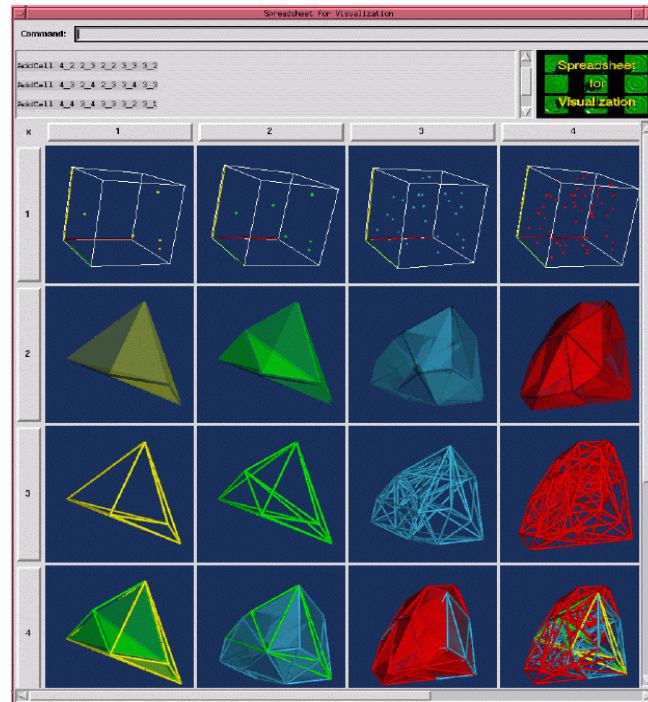 Spreadsheet for Visualization
Command:
AddCell 4_2 2_3 2_2 3_3 3_2
AddCell 4_3 2_4 2_3 3_4 3_3
AddCell 4_4 3_4 3_3 3_2 3_1
Spreadsheet
for
Visualization
x 1 2 3 4
1
2
3
4